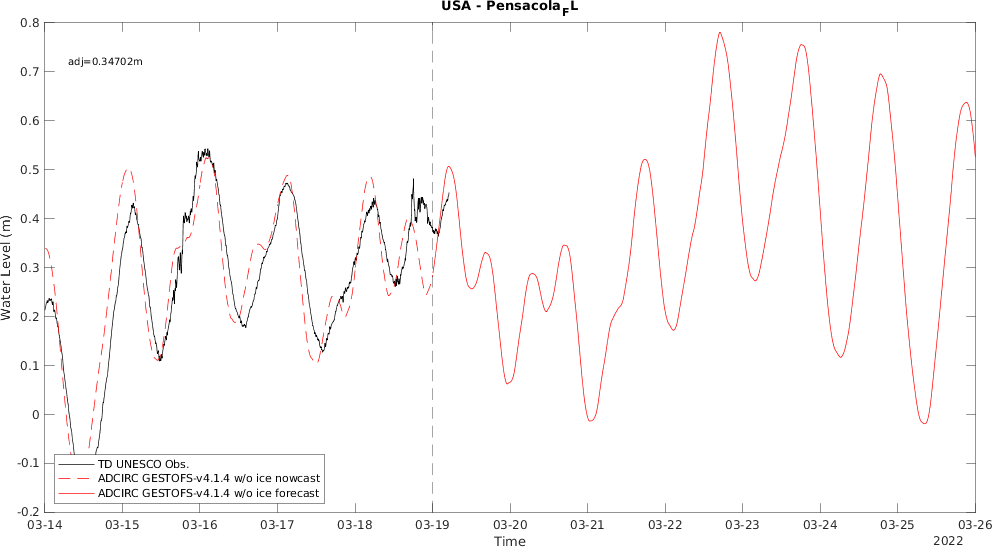 USA - Pensacola_FL
0.8
0.7
0.6
0.5
0.4
0.3
0.2
0.1
0
-0.1
-0.2
Water Level (m)
adj=0.34702m
TD UNESCO Obs.
ADCIRC GESTOFS-v4.1.4 w/o ice nowcast
ADCIRC GESTOFS-v4.1.4 w/o ice forecast
03-14 03-15 03-16 03-17 03-18 03-19 03-20 03-21 03-22 03-23 03-24 03-25 03-26
Time
2022